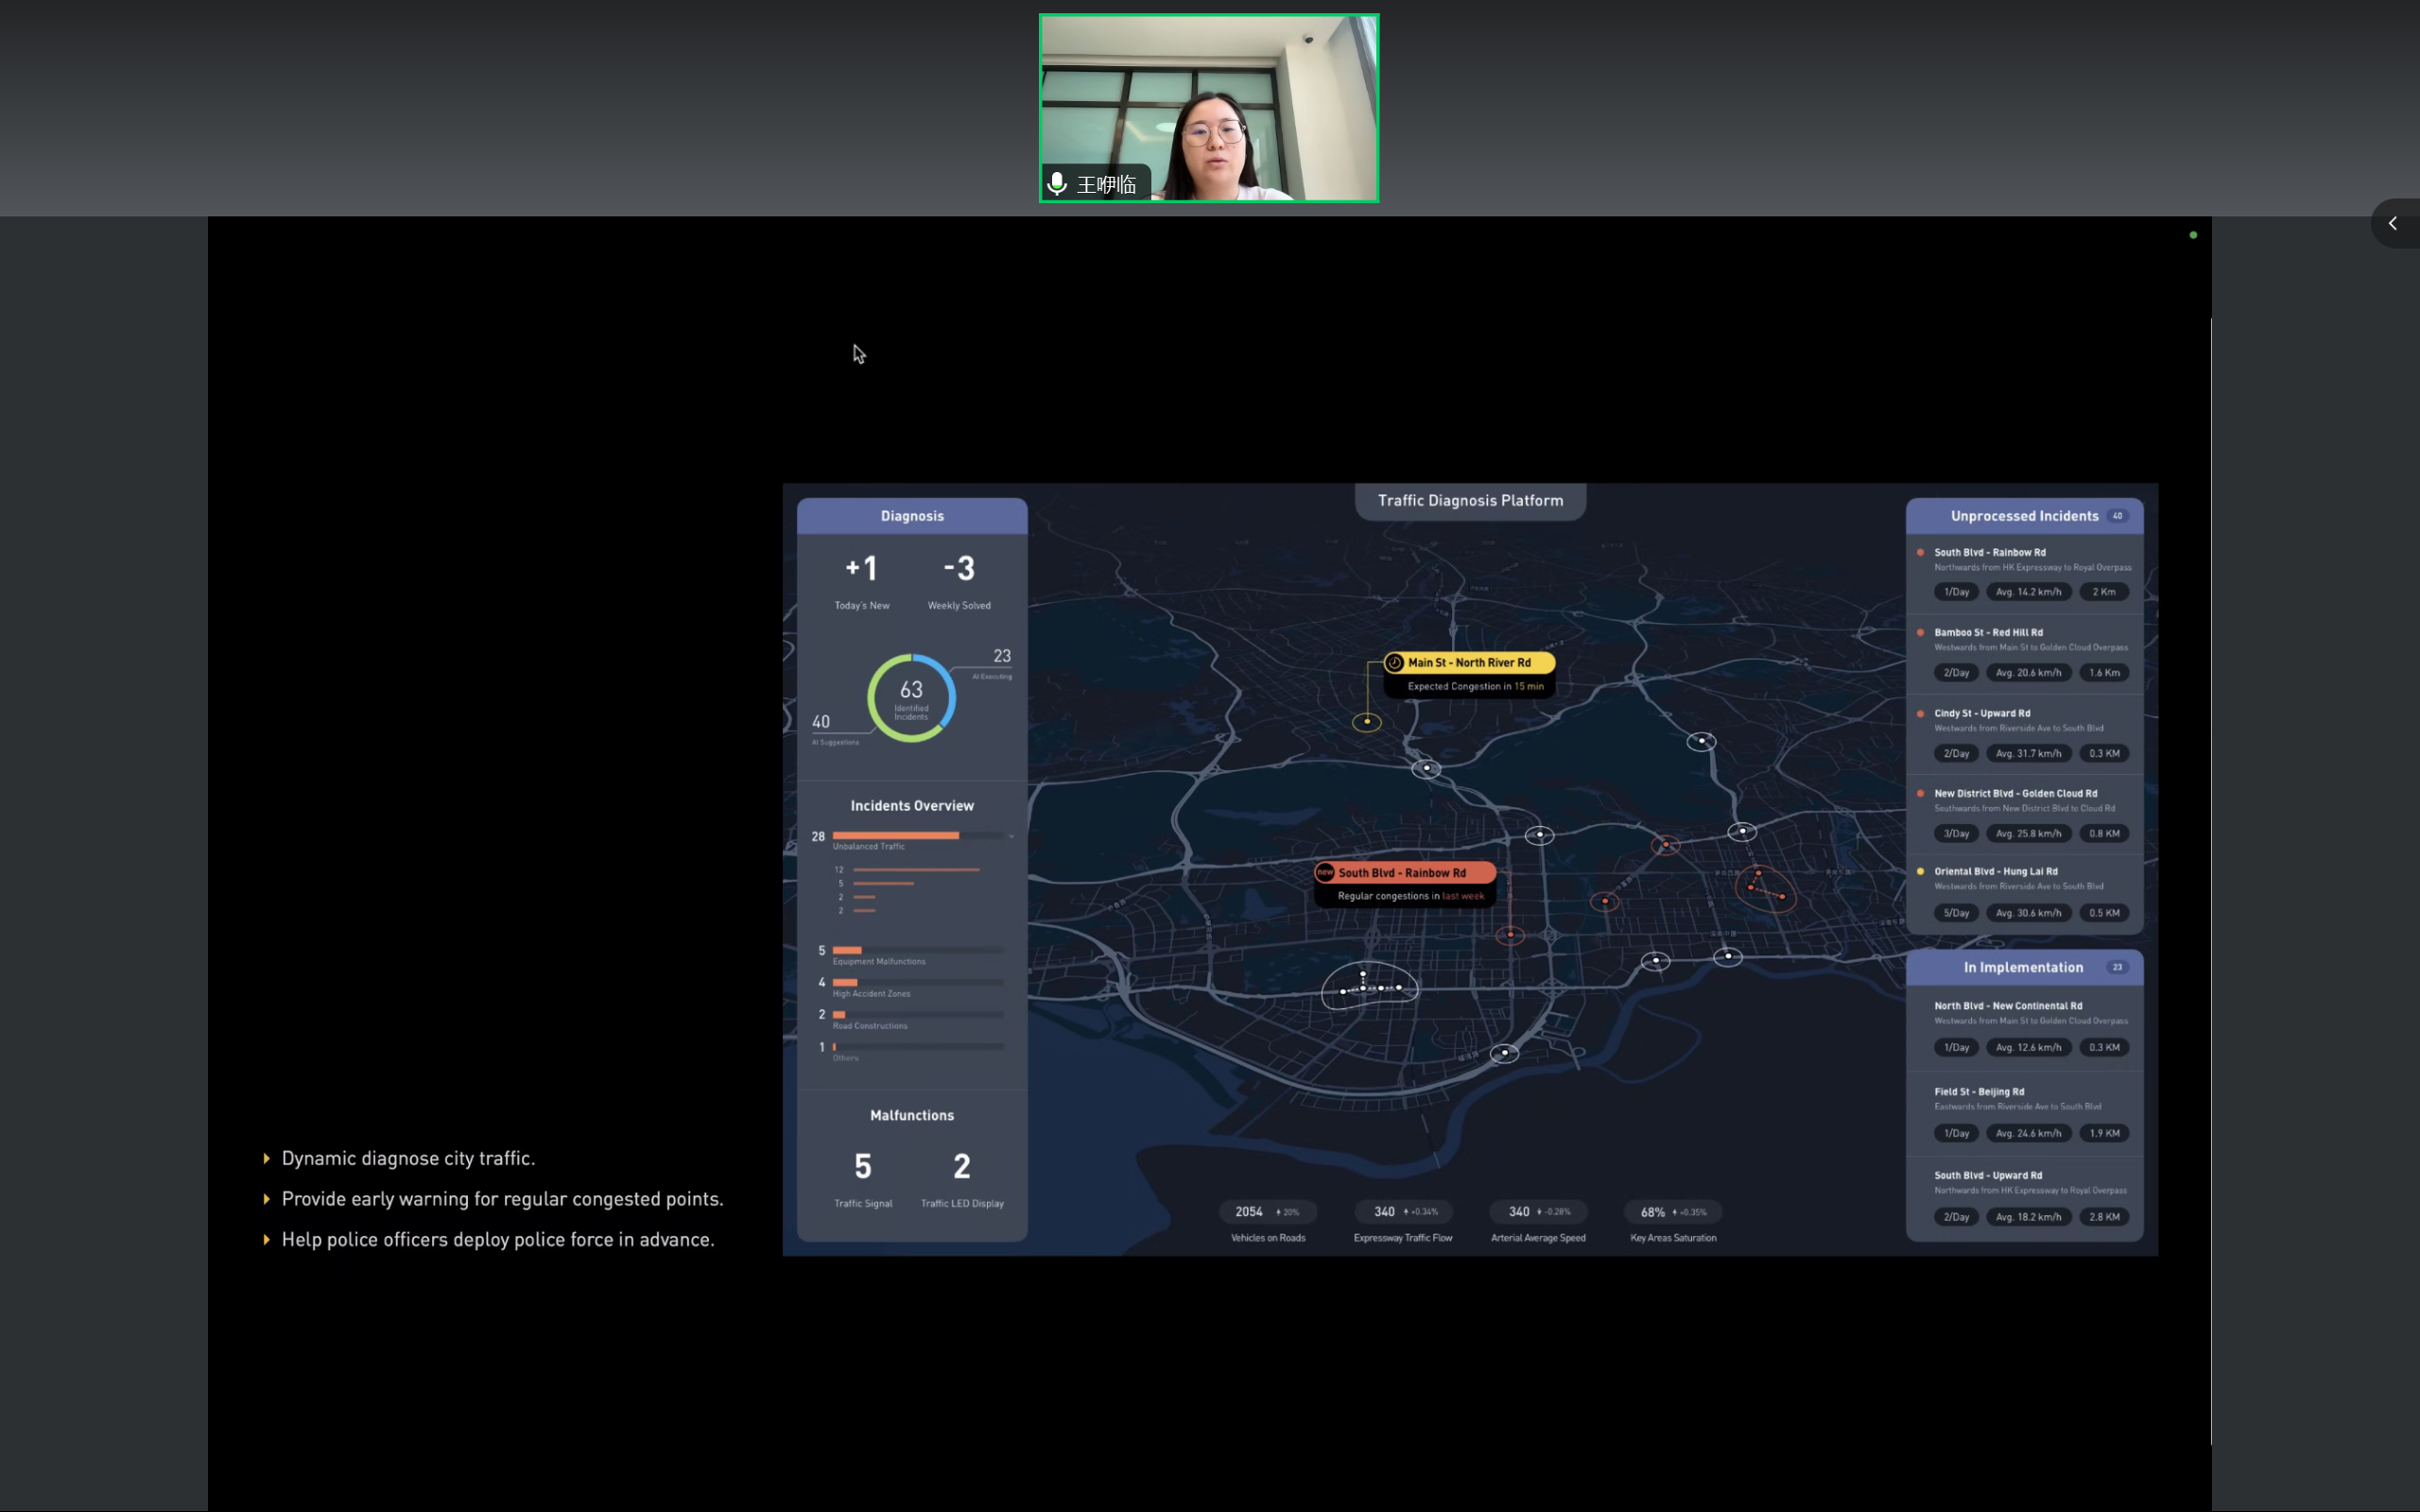 王咿临
Traffic Diagnosis Platform
Diagnosis
+1
-3
Today's New
Weekly Solved
23
AI Executing
63
Identified
Incidents
40
AI Suggestions
Incidents Overview
28
Unbalanced Traffic
12
5
2
2
5
Equipment Malfunctions
4
High Accident Zones
2
Road Constructions
1
Others
Malfunctions
5
2
Traffic Signal
Traffic LED Display
Main St - North River Rd
Expected Congestion in 15 min
new South Blvd - Rainbow Rd
Regular congestions in last week
2054 20%
Vehicles on Roads
340 +0.34%
Expressway Traffic Flow
340 -0.28%
Arterial Average Speed
68% +0.35%
Key Areas Saturation
Unprocessed Incidents 40
South Blvd - Rainbow Rd
Northwards from HK Expressway to Royal Overpass
1/Day Avg. 14.2 km/h 2 Km
Bamboo St - Red Hill Rd
Westwards from Main St to Golden Cloud Overpass
2/Day Avg. 20.6 km/h 1.6 Km
Cindy St - Upward Rd
Westwards from Riverside Ave to South Blvd
2/Day Avg. 31.7 km/h 0.3 KM
New District Blvd - Golden Cloud Rd
Southwards from New District Blvd to Cloud Rd
3/Day Avg. 25.8 km/h 0.8 KM
Oriental Blvd - Hung Lai Rd
Westwards from Riverside Ave to South Blvd
5/Day Avg. 30.6 km/h 0.5 KM
In Implementation 23
North Blvd - New Continental Rd
Westwards from Main St to Golden Cloud Overpass
1/Day Avg. 12.6 km/h 0.3 KM
Field St - Beijing Rd
Eastwards from Riverside Ave to South Blvd
1/Day Avg. 24.6 km/h 1.9 KM
South Blvd - Upward Rd
Northwards from HK Expressway to Royal Overpass
2/Day Avg. 18.2 km/h 2.8 KM
Dynamic diagnose city traffic.
Provide early warning for regular congested points.
Help police officers deploy police force in advance.